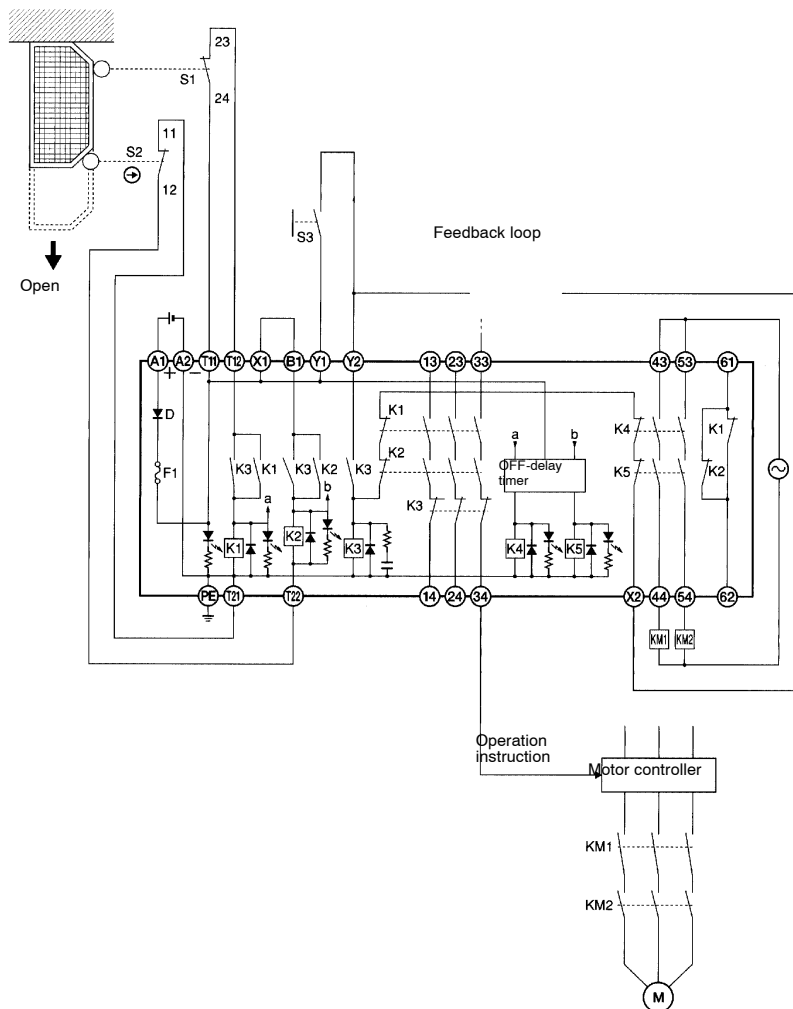 23
S1
24
11
S2
12
S3
Feedback loop
Open
A1 A2 T11 T12 X1 B1 Y1 Y2 13 23 33 43 53 61
+ −
D
F1
K3 K1
a
K3 K2
b
K3
K1
K2
K3
a b
OFF-delay
timer
K4
K5
K1
K2
K1
K2
K3
K4
K5
PE T21 T22 14 24 34 X2 44 54 62
KM1 KM2
Operation
instruction
Motor controller
KM1
KM2
M